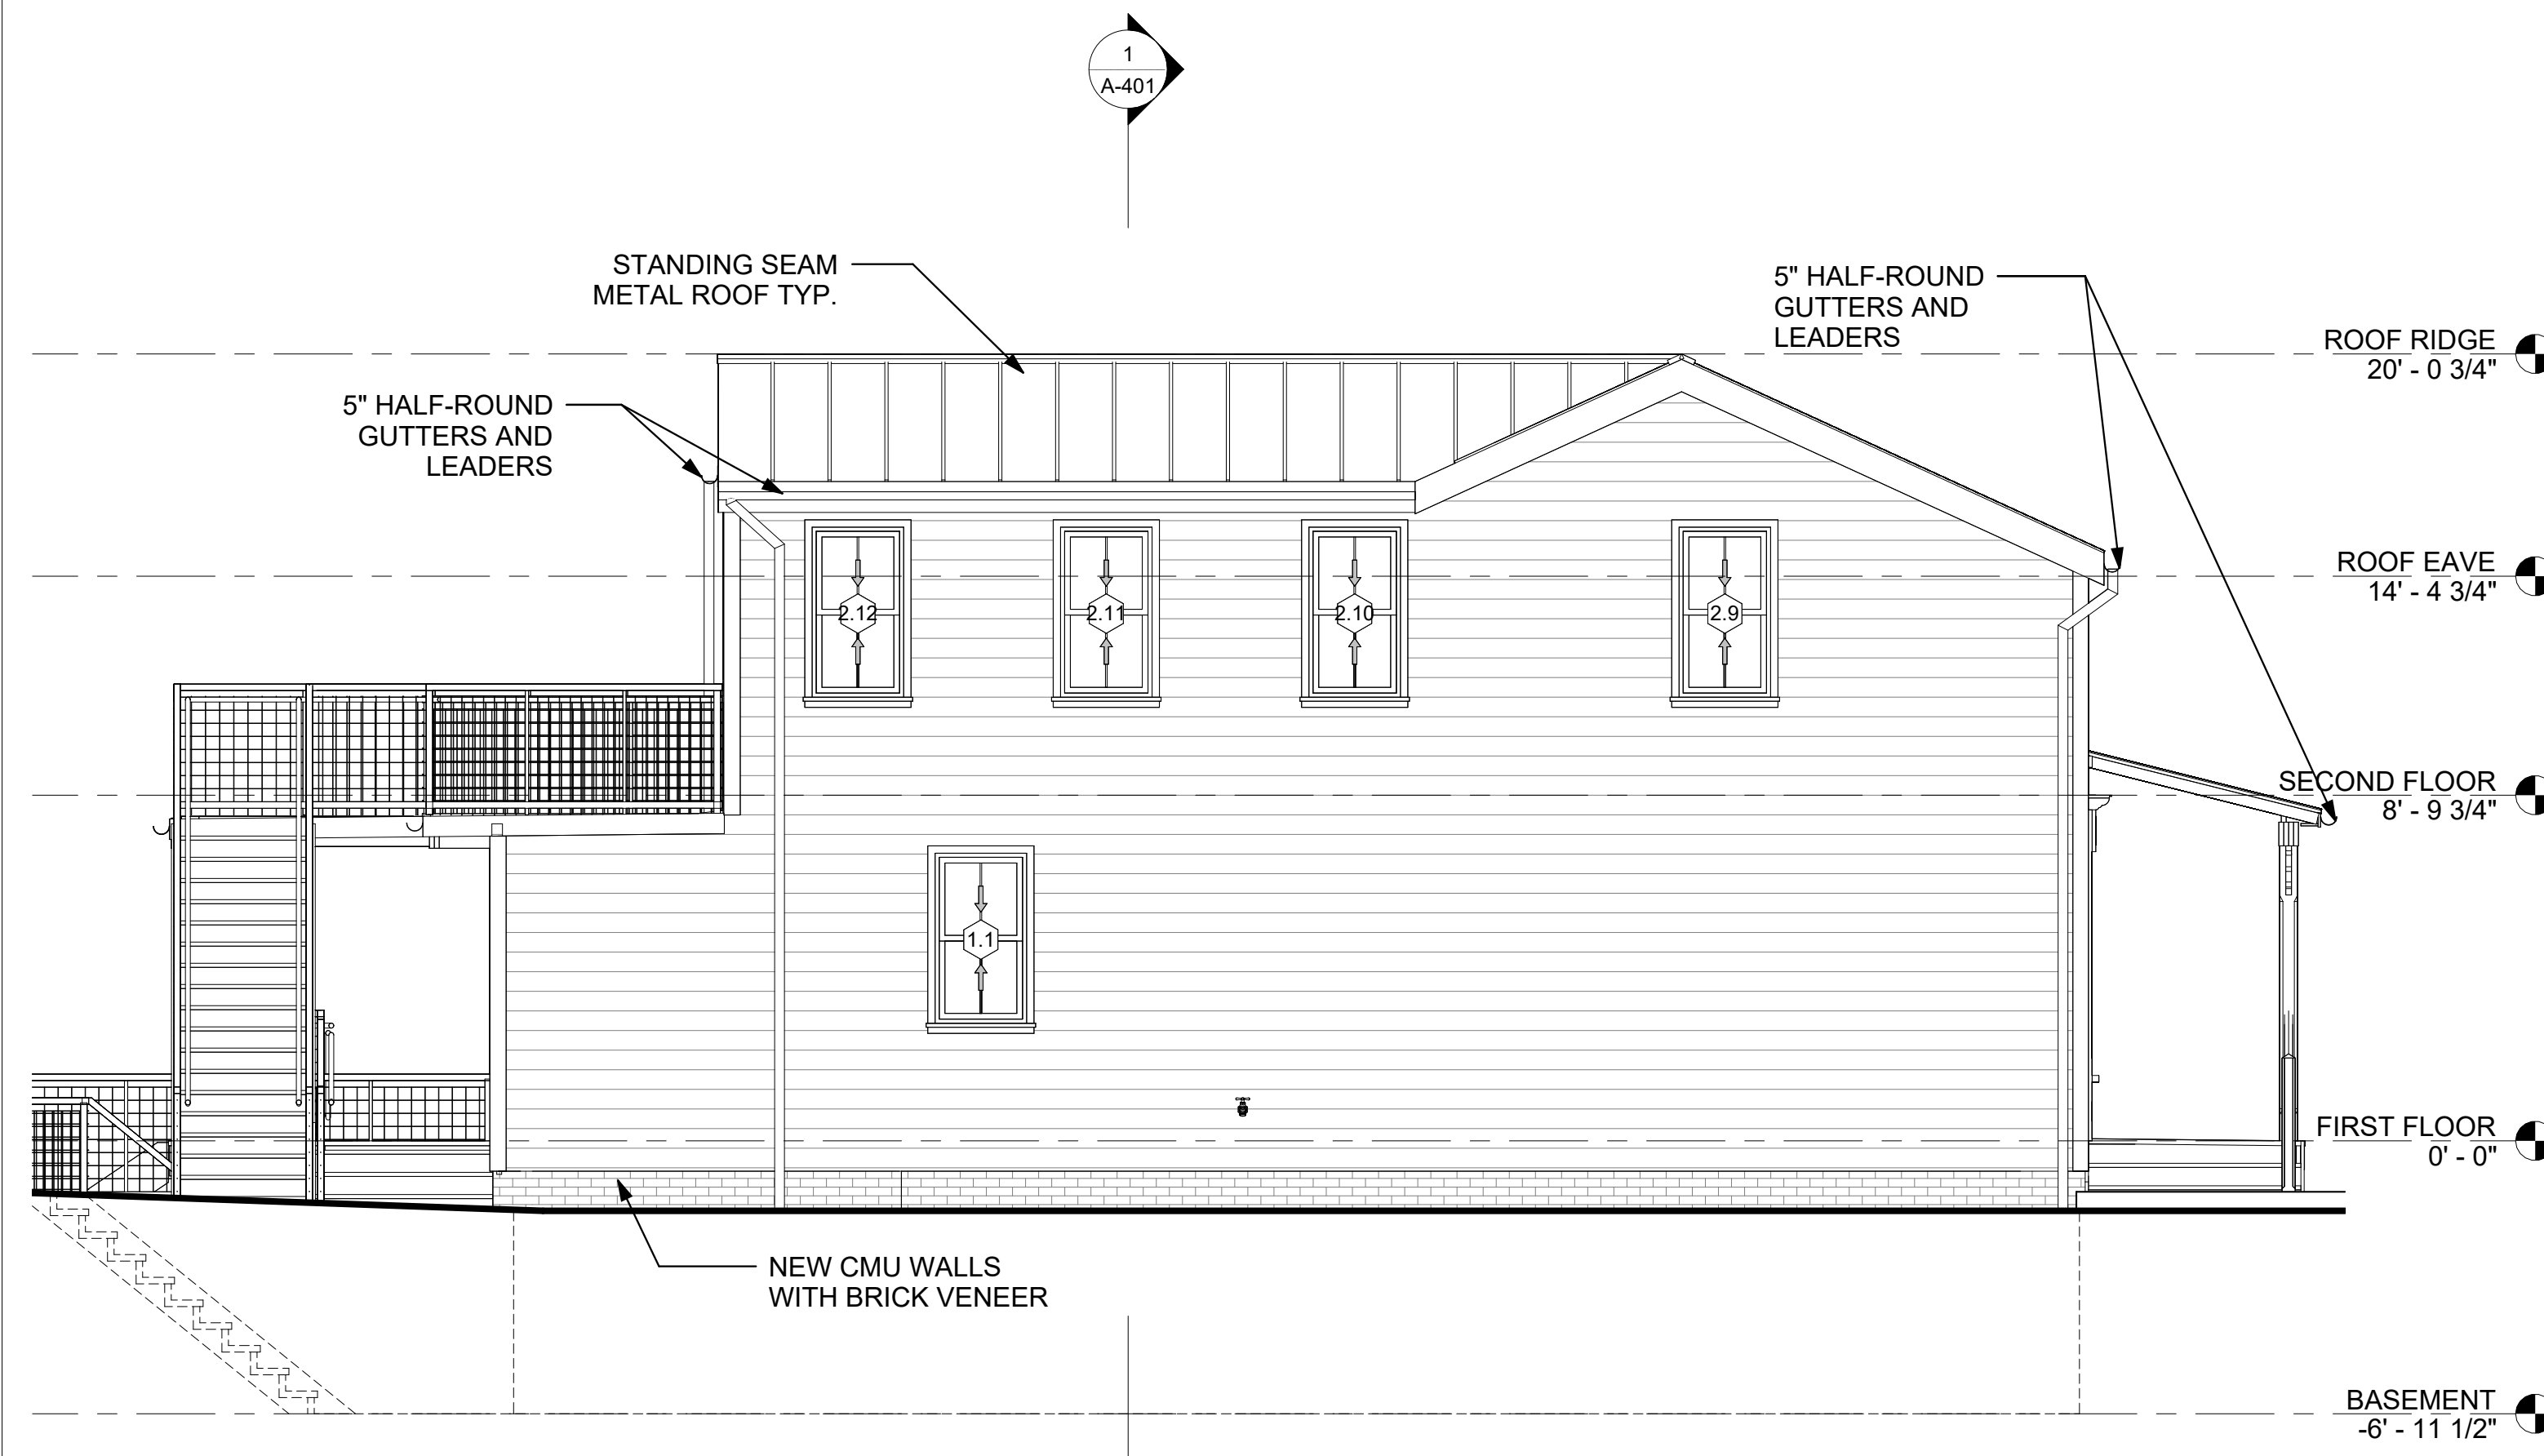 1
A-401
STANDING SEAM
METAL ROOF TYP.
5" HALF-ROUND
GUTTERS AND
LEADERS
ROOF RIDGE
20' - 0 3/4"
5" HALF-ROUND
GUTTERS AND
LEADERS
ROOF EAVE
14' - 4 3/4"
2.12
2.11
2.10
2.9
SECOND FLOOR
8' - 9 3/4"
1.1
FIRST FLOOR
0' - 0"
NEW CMU WALLS
WITH BRICK VENEER
BASEMENT
-6' - 11 1/2"